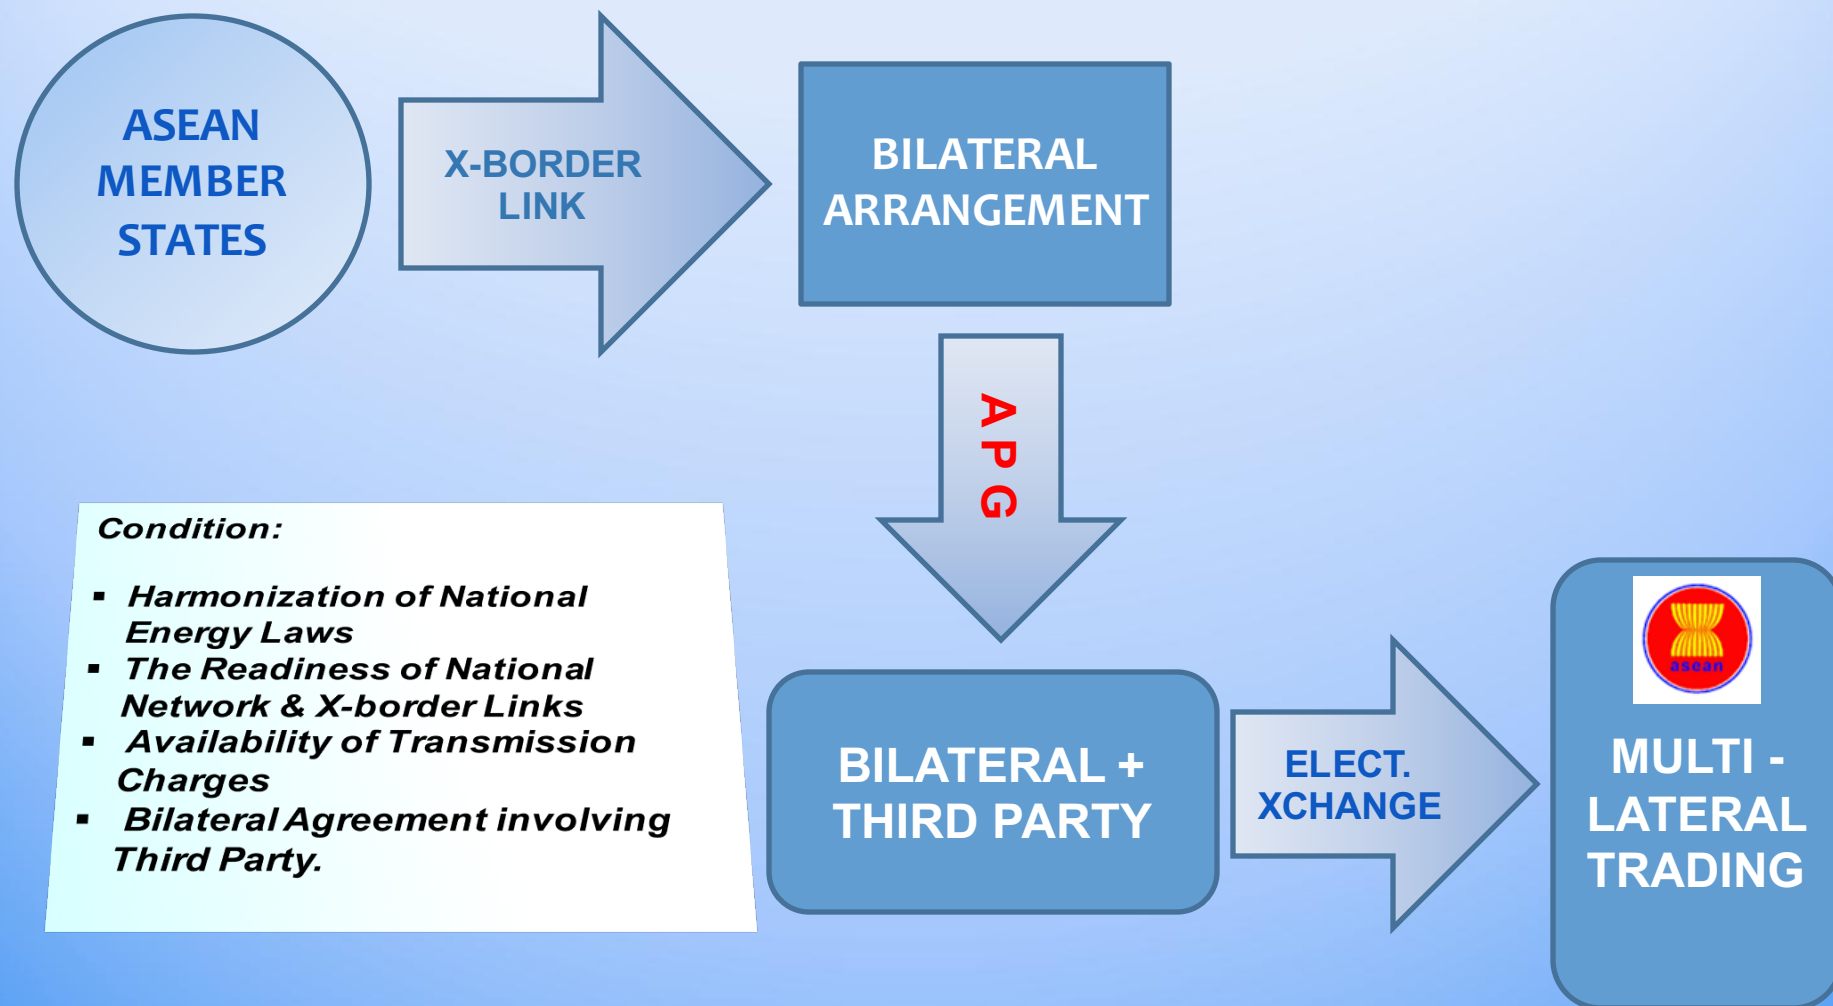 ASEAN
MEMBER
STATES
X-BORDER
LINK
BILATERAL
ARRANGEMENT
A P G
Condition:
▪ Harmonization of National
Energy Laws
▪ The Readiness of National
Network & X-border Links
▪ Availability of Transmission
Charges
▪ Bilateral Agreement involving
Third Party.
BILATERAL +
THIRD PARTY
ELECT.
XCHANGE
asean
MULTI -
LATERAL
TRADING